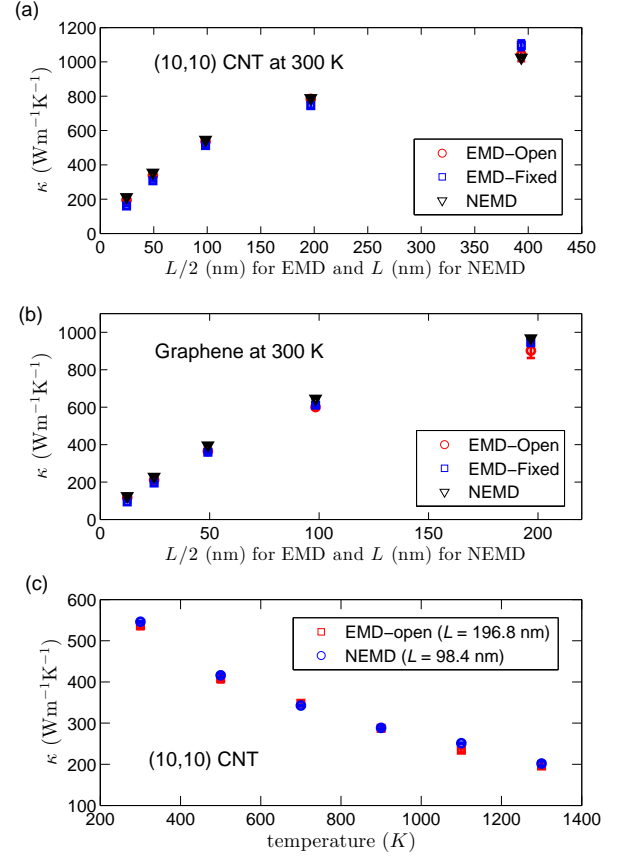 (a)
1200
1000
800
600
400
200
0
κ (Wm⁻¹K⁻¹)
(10,10) CNT at 300 K
EMD−Open
EMD−Fixed
NEMD
0 50 100 150 200 250 300 350 400 450
L/2 (nm) for EMD and L (nm) for NEMD
(b)
1000
800
600
400
200
0
κ (Wm⁻¹K⁻¹)
Graphene at 300 K
EMD−Open
EMD−Fixed
NEMD
0 50 100 150 200
L/2 (nm) for EMD and L (nm) for NEMD
(c)
600
500
400
300
200
100
κ (Wm⁻¹K⁻¹)
EMD−open (L = 196.8 nm)
NEMD (L = 98.4 nm)
(10,10) CNT
200 400 600 800 1000 1200 1400
temperature (K)